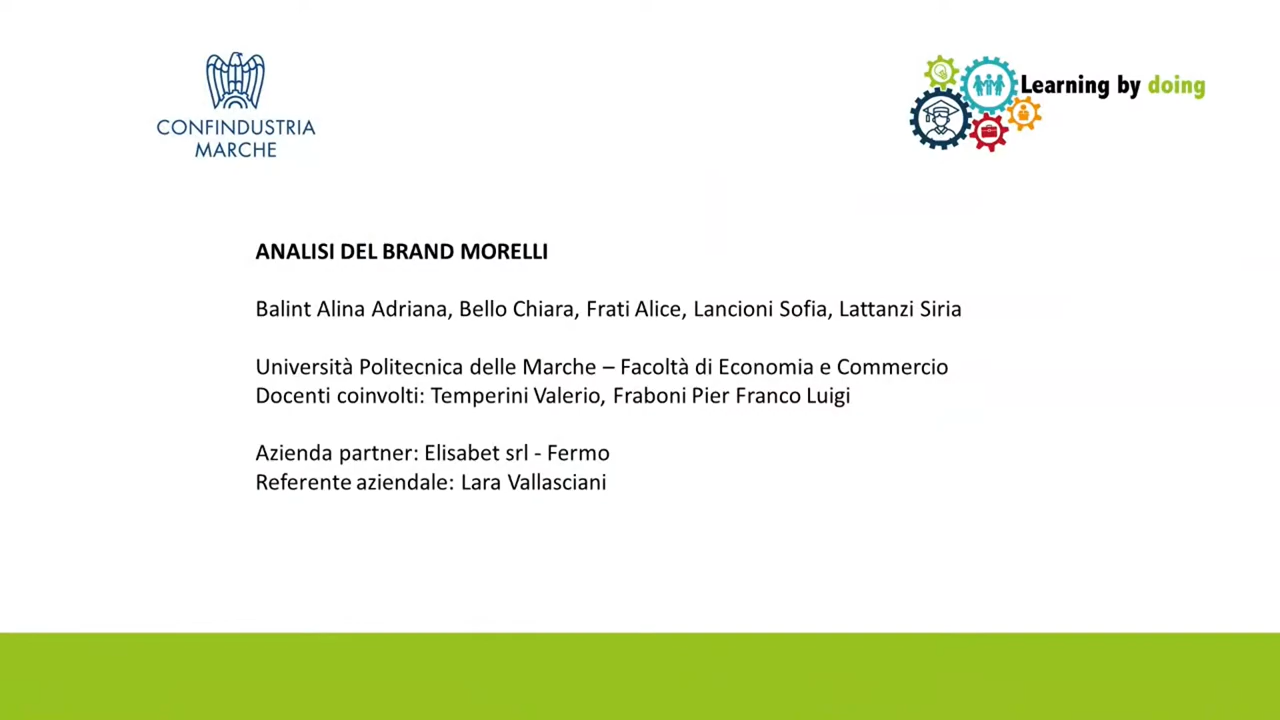 CONFINDUSTRIA
MARCHE
Learning by doing
ANALISI DEL BRAND MORELLI
Balint Alina Adriana, Bello Chiara, Frati Alice, Lancioni Sofia, Lattanzi Siria
Università Politecnica delle Marche – Facoltà di Economia e Commercio
Docenti coinvolti: Temperini Valerio, Fraboni Pier Franco Luigi
Azienda partner: Elisabet srl - Fermo
Referente aziendale: Lara Vallasciani